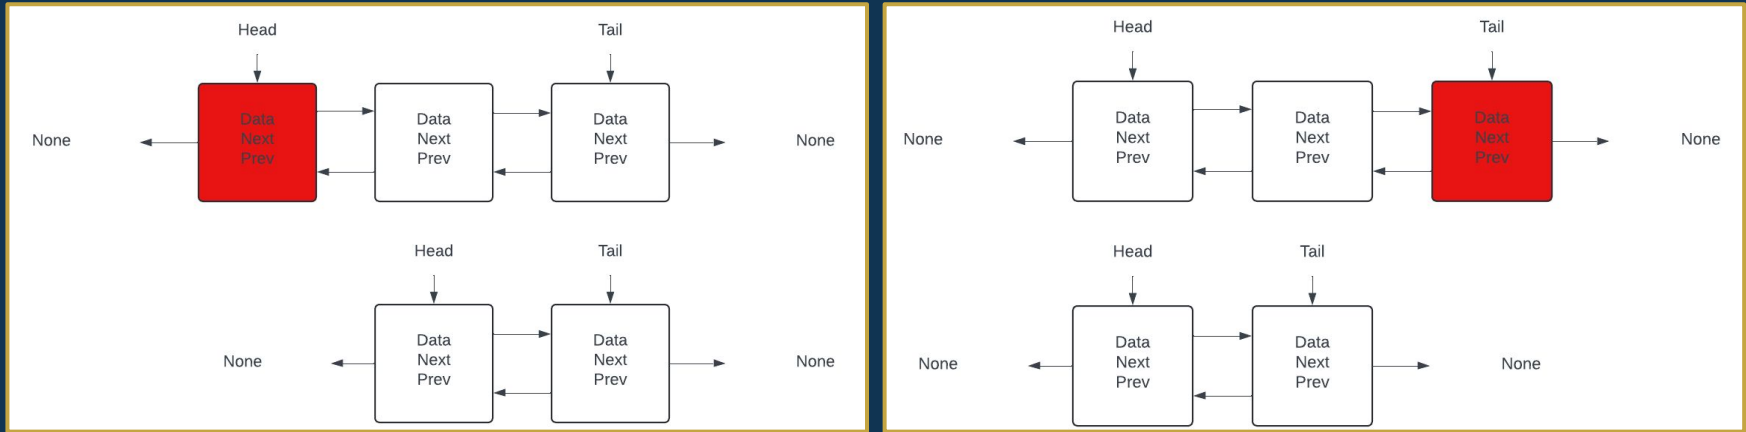 Head
Tail
None
Data
Next
Prev
Data
Next
Prev
Data
Next
Prev
None
Head
Tail
None
Data
Next
Prev
Data
Next
Prev
None
Head
Tail
None
Data
Next
Prev
Data
Next
Prev
Data
Next
Prev
None
Head
Tail
None
Data
Next
Prev
Data
Next
Prev
None